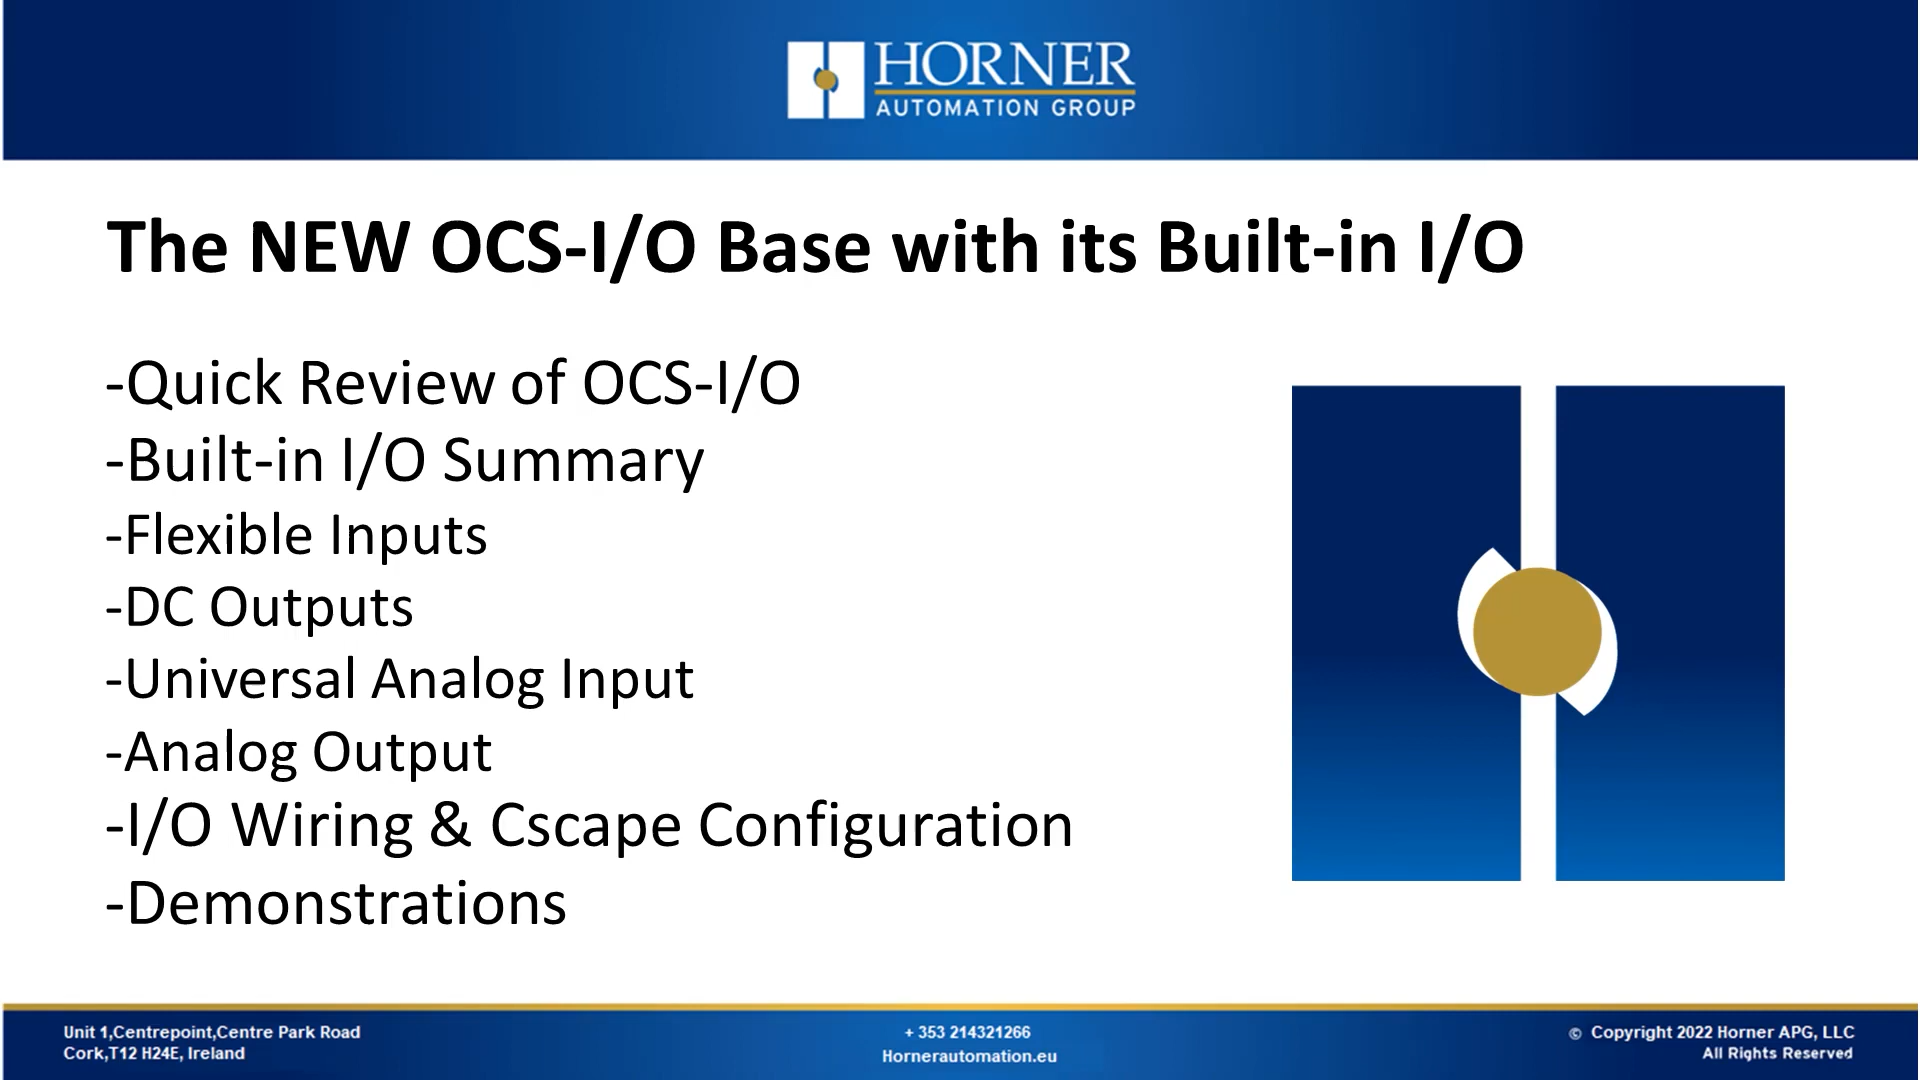 HORNER
AUTOMATION GROUP
The NEW OCS-I/O Base with its Built-in I/O
-Quick Review of OCS-I/O
-Built-in I/O Summary
-Flexible Inputs
-DC Outputs
-Universal Analog Input
-Analog Output
-I/O Wiring & Cscape Configuration
-Demonstrations
Unit 1,Centrepoint,Centre Park Road
Cork,T12 H24E, Ireland
+ 353 214321266
Hornerautomation.eu
© Copyright 2022 Horner APG, LLC
All Rights Reserved